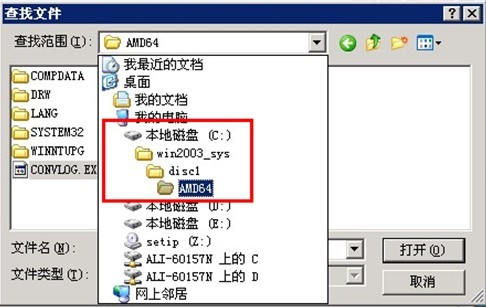 查找文件
查找范围(I):
AMD64
COMPDATA
DRW
LANG
SYSTEM32
WINNTUPG
CONVLOG.EX
我最近的文档
桌面
我的文档
我的电脑
本地磁盘 (C:)
win2003_sys
disc1
AMD64
本地磁盘 (D:)
本地磁盘 (E:)
setip (Z:)
ALI-60157N 上的 C
ALI-60157N 上的 D
网上邻居
文件名(N):
打开(O)
文件类型(T):
取消